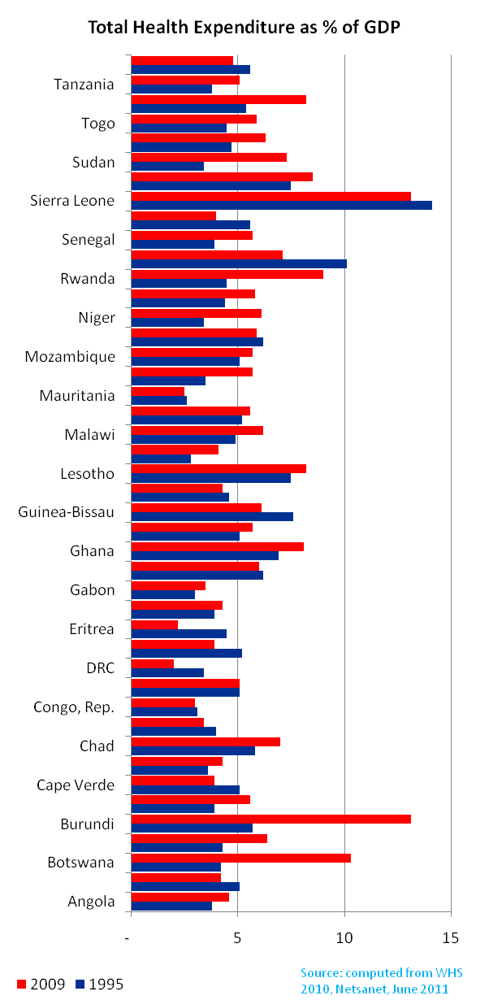 Total Health Expenditure as % of GDP
Tanzania
Togo
Sudan
Sierra Leone
Senegal
Rwanda
Niger
Mozambique
Mauritania
Malawi
Lesotho
Guinea-Bissau
Ghana
Gabon
Eritrea
DRC
Congo, Rep.
Chad
Cape Verde
Burundi
Botswana
Angola
- 5 10 15
2009 1995
Source: computed from WHS
2010, Netsanet, June 2011